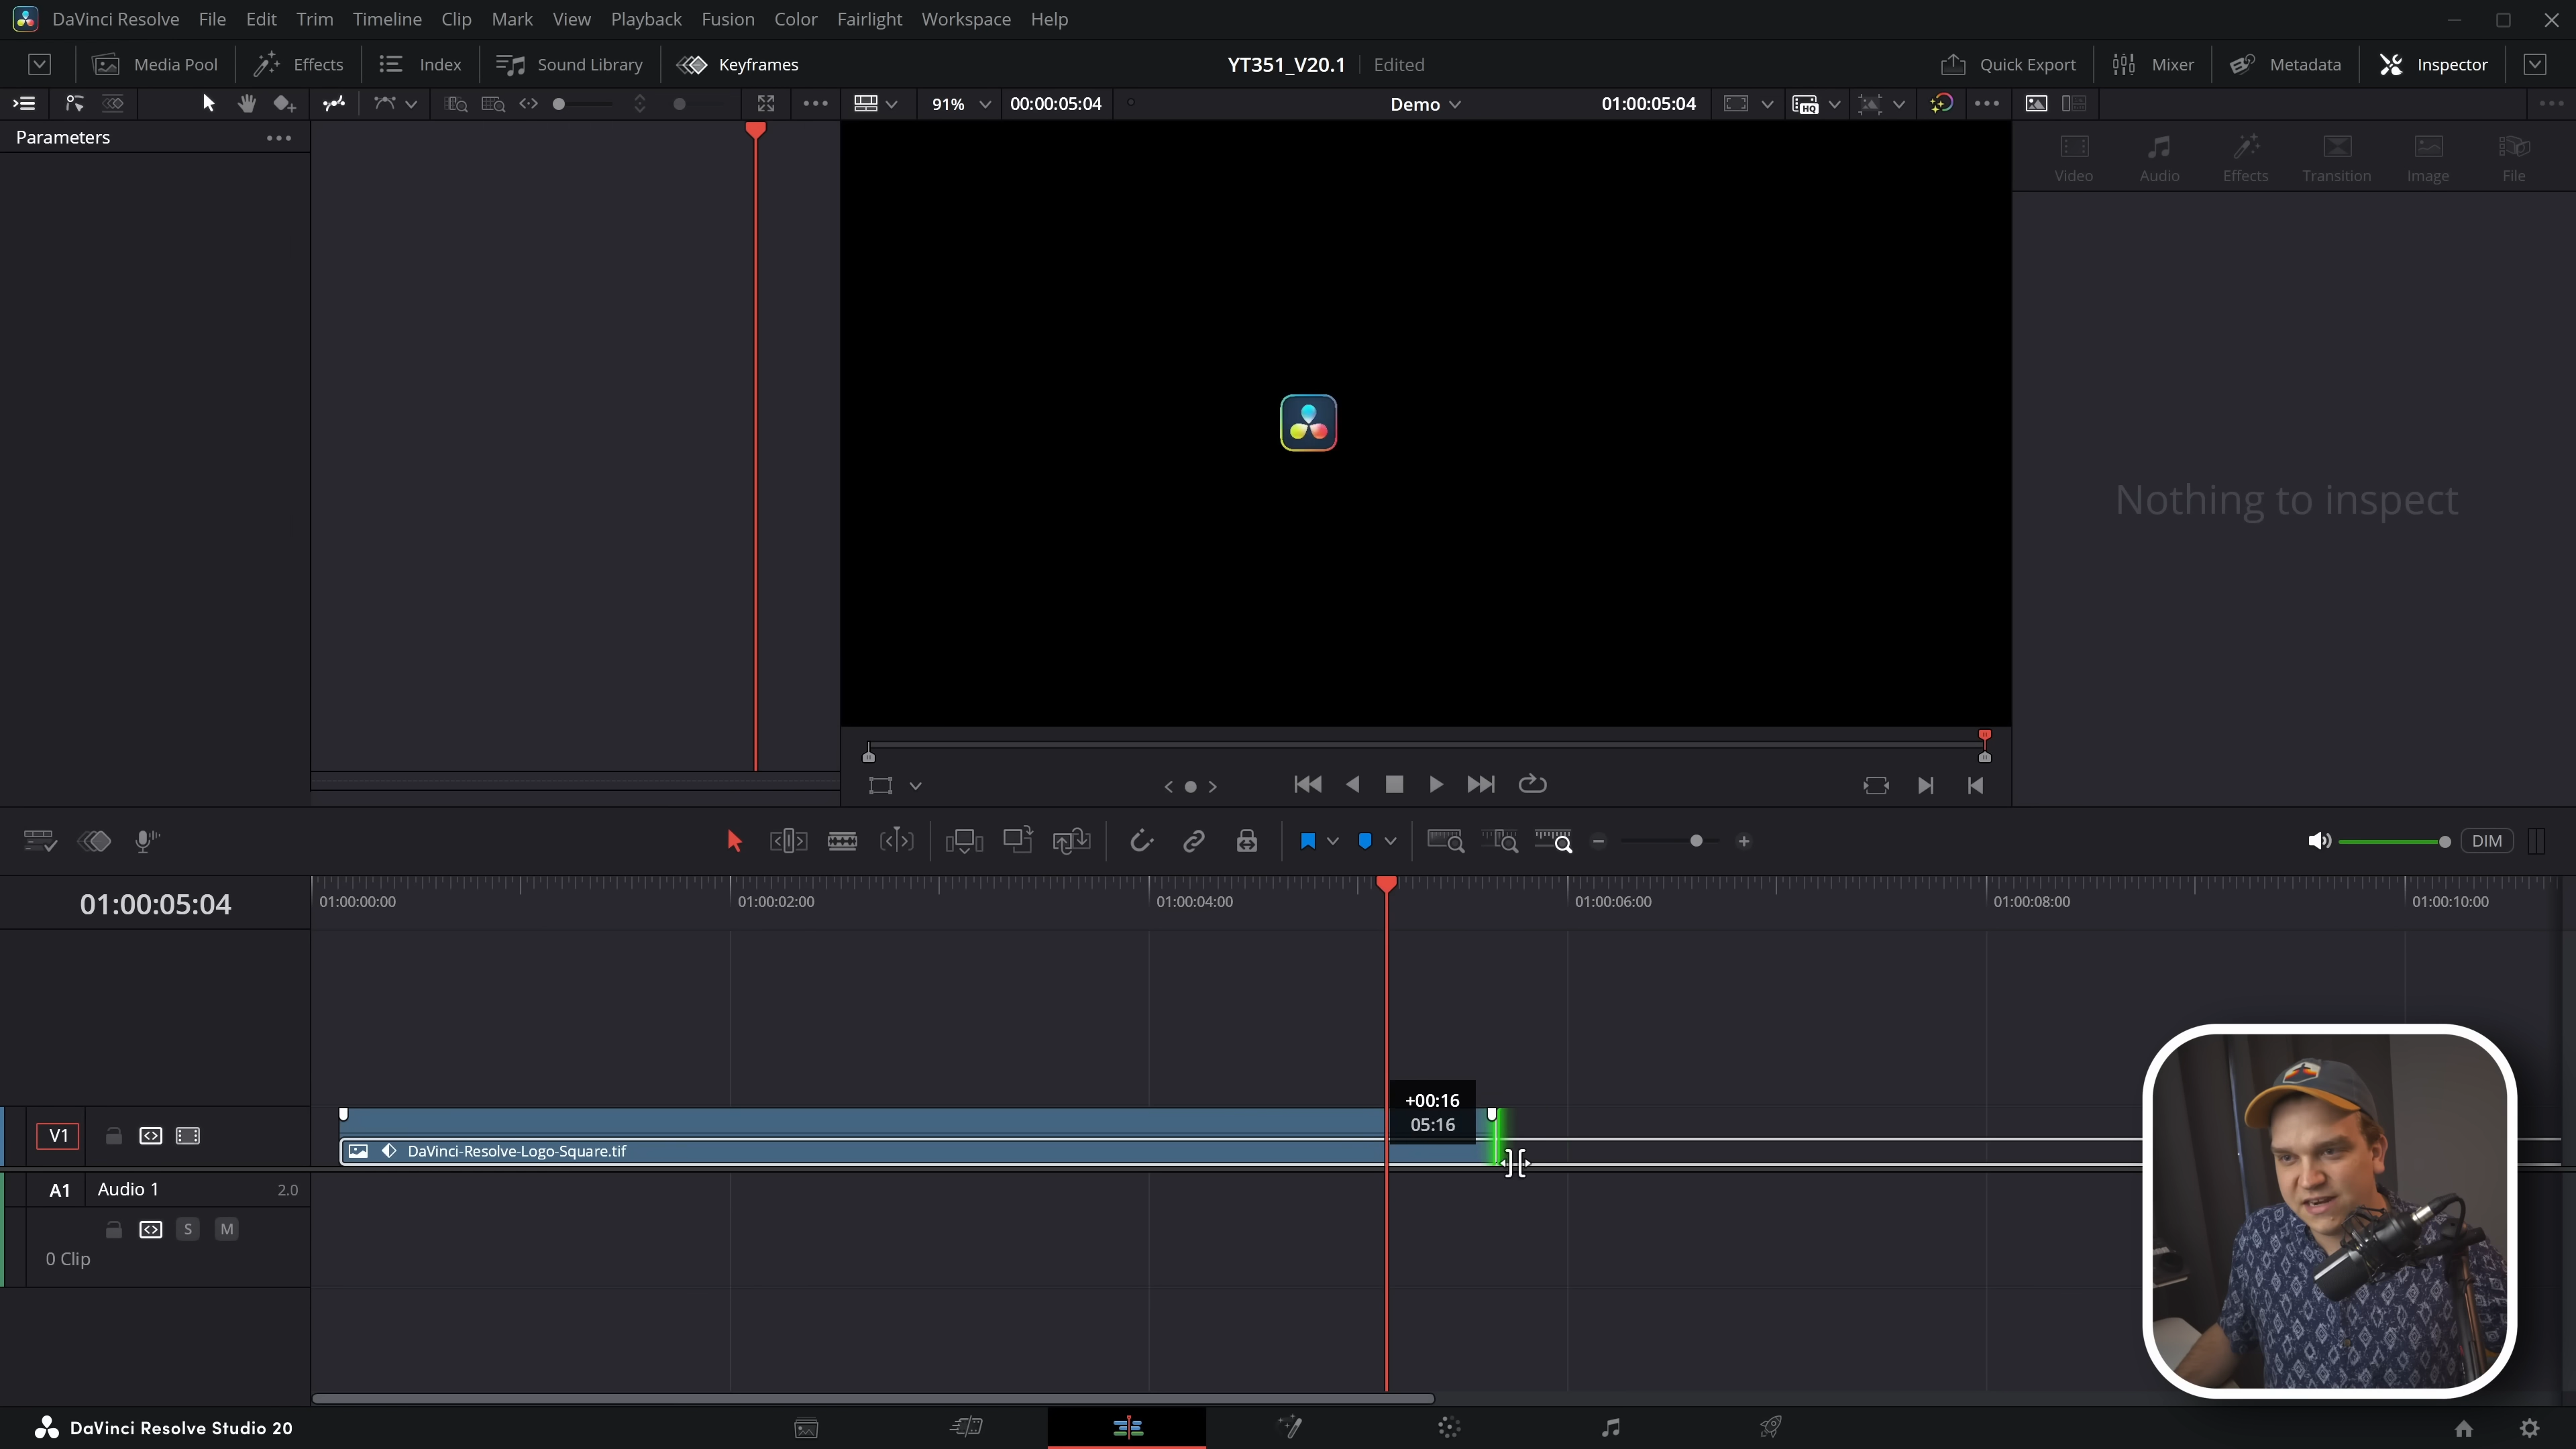 DaVinci Resolve File Edit Trim Timeline Clip Mark View Playback Fusion Color Fairlight Workspace Help
Media Pool Effects Index Sound Library Keyframes YT351_V20.1 Edited Quick Export Mixer Metadata Inspector
91% 00:00:05:04 Demo 01:00:05:04 HQ
Parameters
Video Audio Effects Transition Image File
Nothing to inspect
DIM
01:00:05:04
01:00:00:00 01:00:02:00 01:00:04:00 01:00:06:00 01:00:08:00 01:00:10:00
+00:16
05:16
V1
DaVinci-Resolve-Logo-Square.tif
A1 Audio 1 2.0
S M
0 Clip
DaVinci Resolve Studio 20